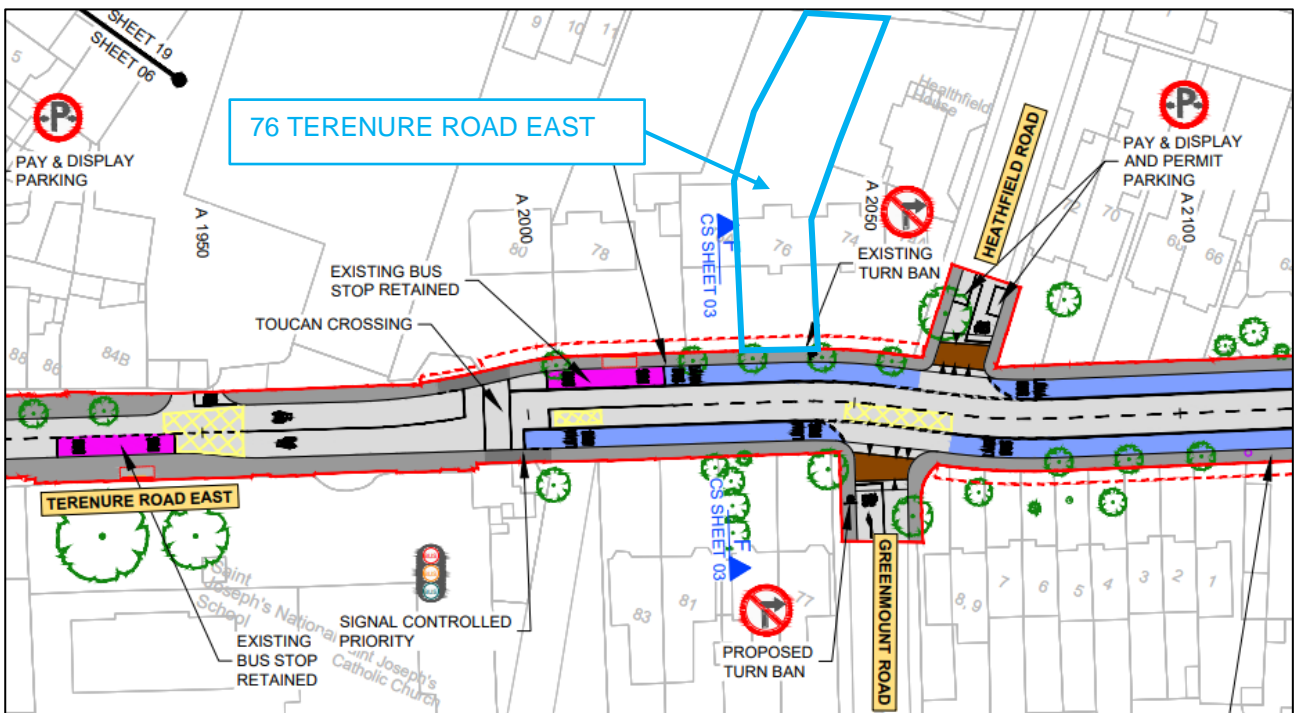 SHEET 19
SHEET 06
5
P
PAY & DISPLAY
PARKING
9
10
11
76 TERENURE ROAD EAST
Healthfield
House
P
PAY & DISPLAY
AND PERMIT
PARKING
HEATHFIELD ROAD
A 1950
A 2000
A 2050
A 2100
72
70
66
80
78
76
74
CS SHEET 03
F
EXISTING
TURN BAN
EXISTING BUS
STOP RETAINED
TOUCAN CROSSING
88
86
84B
TERENURE ROAD EAST
Saint
Joseph's National
School
Saint Joseph's
Catholic Church
EXISTING
BUS STOP
RETAINED
SIGNAL CONTROLLED
PRIORITY
83
81
77
CS SHEET 03
F
PROPOSED
TURN BAN
GREENMOUNT ROAD
8, 9
7
6
5
4
3
2
1